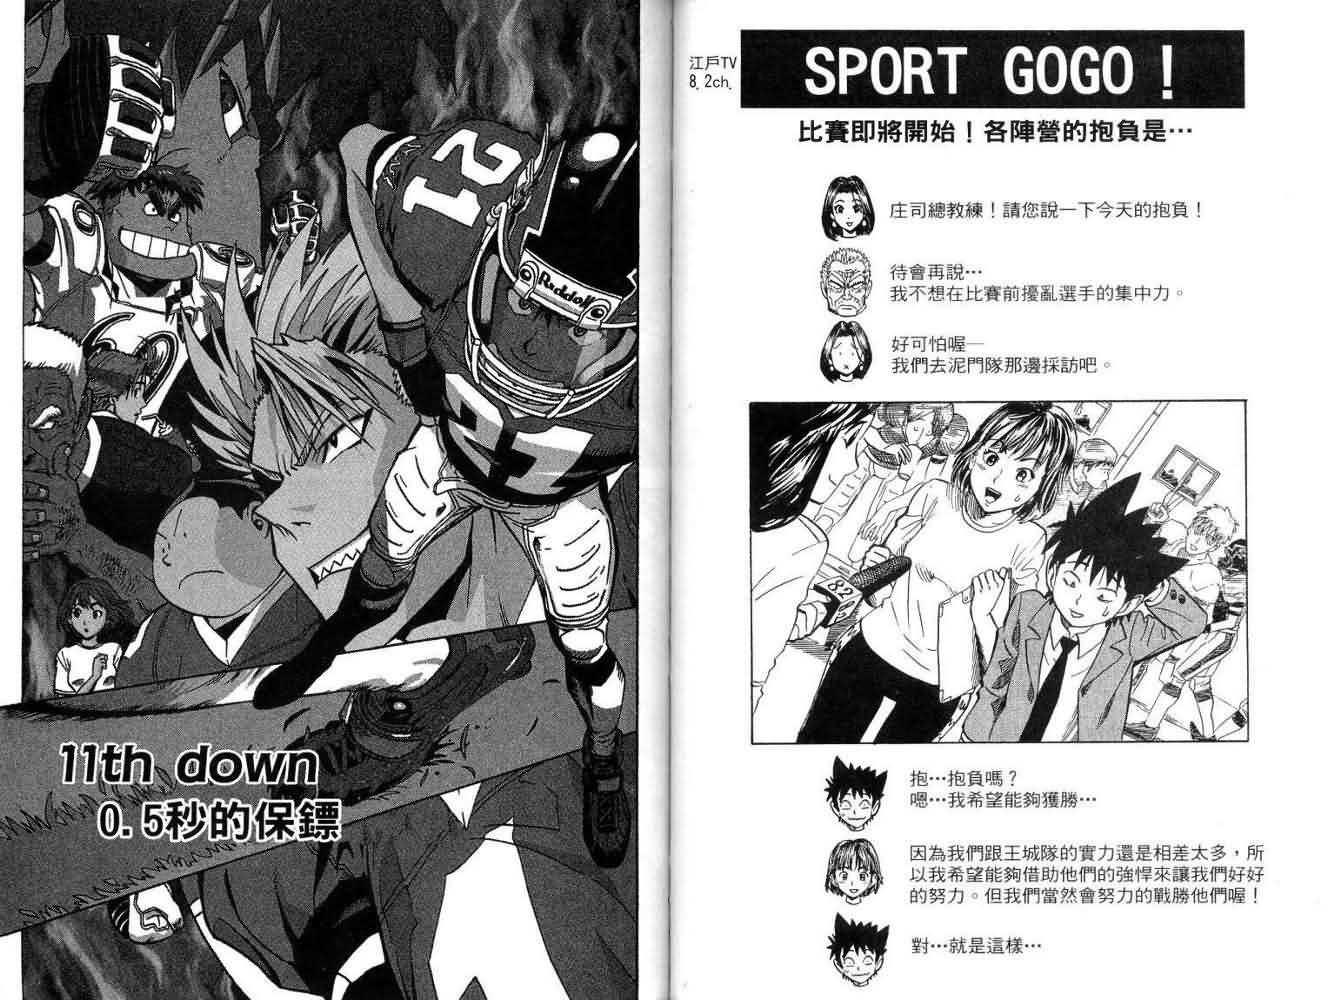 江戶TV
8.2ch.
SPORT GOGO!
比賽即將開始!各陣營的抱負是…
庄司總教練!請您說一下今天的抱負!
待會再說…
我不想在比賽前擾亂選手的集中力。
好可怕喔—
我們去泥門隊那邊採訪吧。
82
抱…抱負嗎?
嗯…我希望能夠獲勝…
因為我們跟王城隊的實力還是相差太多,所
以我希望能夠借助他們的強悍來讓我們好好
的努力。但我們當然會努力的戰勝他們喔!
對…就是這樣…
21
Riddell
21
11th down
0.5秒的保鏢